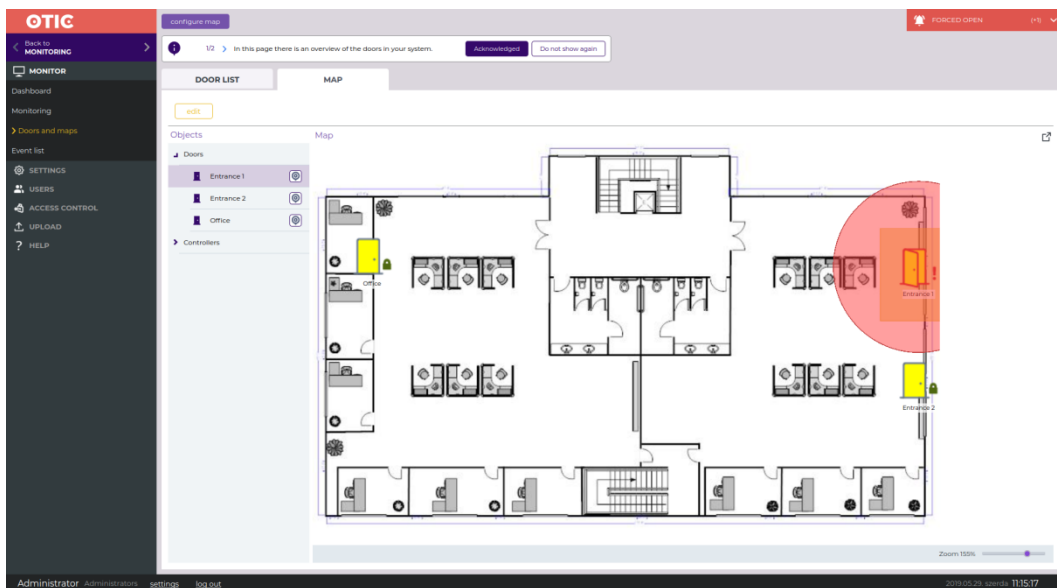 OTIC
configure map
FORCED OPEN (+1)
Back to
MONITORING
1/2 > In this page there is an overview of the doors in your system. Acknowledged Do not show again
MONITOR
DOOR LIST MAP
Dashboard
Monitoring
edit
Doors and maps
Objects Map
Event list
Doors
SETTINGS
Entrance 1
USERS
Entrance 2
ACCESS CONTROL
Office
UPLOAD
Controllers
? HELP
Office
Entrance 1
Entrance 2
Zoom 155%
Administrator Administrators settings log out 2019.05.29. szerda 11:15:17